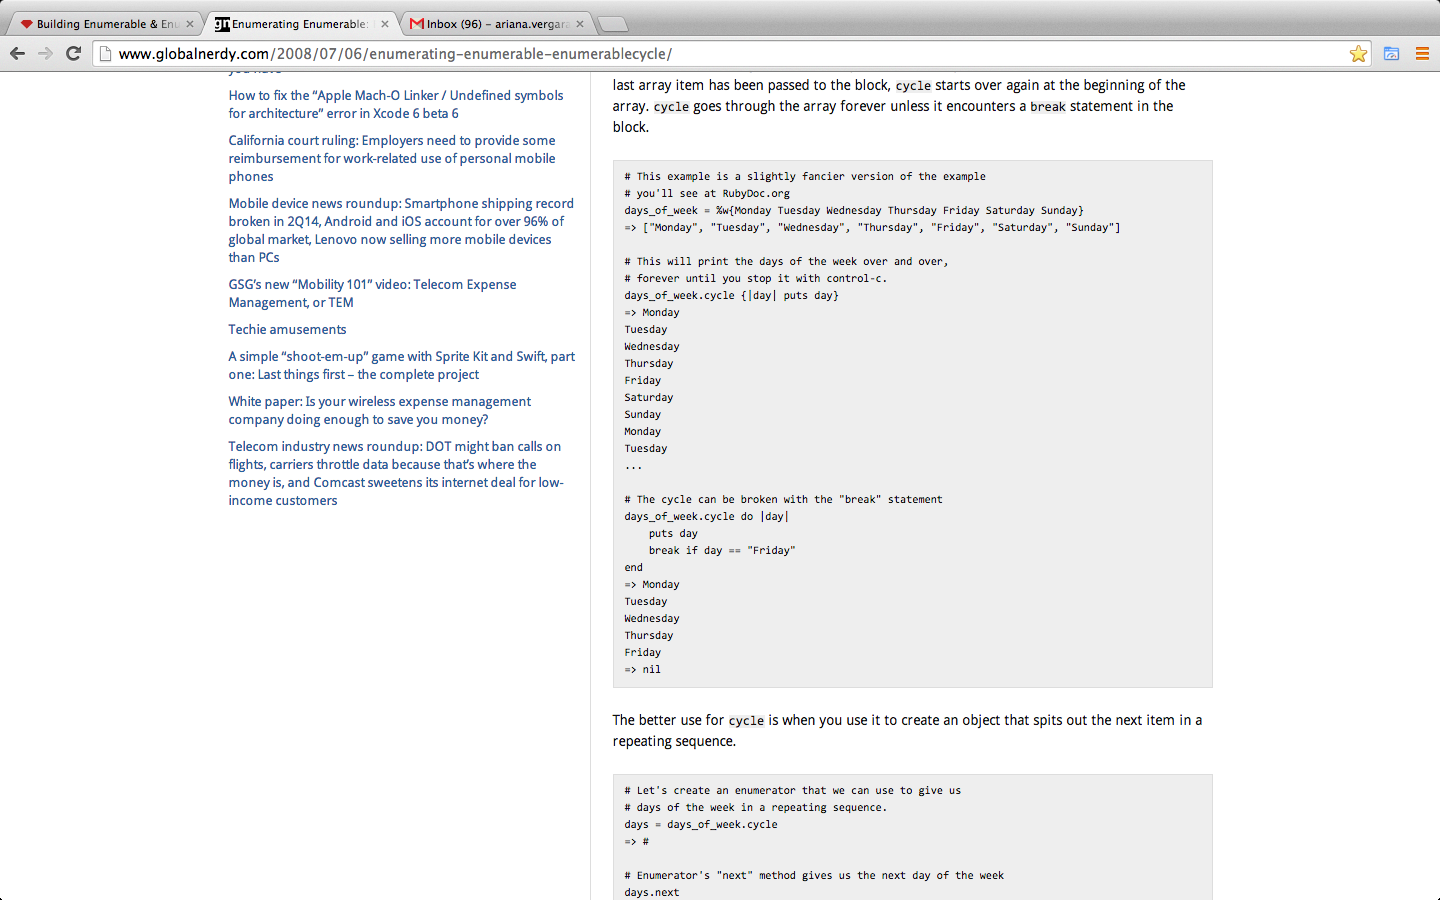 Building Enumerable & Enu
Enumerating Enumerable:
Inbox (96) – ariana.vergara
www.globalnerdy.com/2008/07/06/enumerating-enumerable-enumerablecycle/
you have
How to fix the “Apple Mach-O Linker / Undefined symbols
for architecture” error in Xcode 6 beta 6
California court ruling: Employers need to provide some
reimbursement for work-related use of personal mobile
phones
Mobile device news roundup: Smartphone shipping record
broken in 2Q14, Android and iOS account for over 96% of
global market, Lenovo now selling more mobile devices
than PCs
GSG’s new “Mobility 101” video: Telecom Expense
Management, or TEM
Techie amusements
A simple “shoot-em-up” game with Sprite Kit and Swift, part
one: Last things first – the complete project
White paper: Is your wireless expense management
company doing enough to save you money?
Telecom industry news roundup: DOT might ban calls on
flights, carriers throttle data because that’s where the
money is, and Comcast sweetens its internet deal for low-
income customers
last array item has been passed to the block, cycle starts over again at the beginning of the
array. cycle goes through the array forever unless it encounters a break statement in the
block.
# This example is a slightly fancier version of the example
# you'll see at RubyDoc.org
days_of_week = %w{Monday Tuesday Wednesday Thursday Friday Saturday Sunday}
=> ["Monday", "Tuesday", "Wednesday", "Thursday", "Friday", "Saturday", "Sunday"]
# This will print the days of the week over and over,
# forever until you stop it with control-c.
days_of_week.cycle {|day| puts day}
=> Monday
Tuesday
Wednesday
Thursday
Friday
Saturday
Sunday
Monday
Tuesday
...
# The cycle can be broken with the "break" statement
days_of_week.cycle do |day|
    puts day
    break if day == "Friday"
end
=> Monday
Tuesday
Wednesday
Thursday
Friday
=> nil
The better use for cycle is when you use it to create an object that spits out the next item in a
repeating sequence.
# Let's create an enumerator that we can use to give us
# days of the week in a repeating sequence.
days = days_of_week.cycle
=> #
# Enumerator's "next" method gives us the next day of the week
days.next